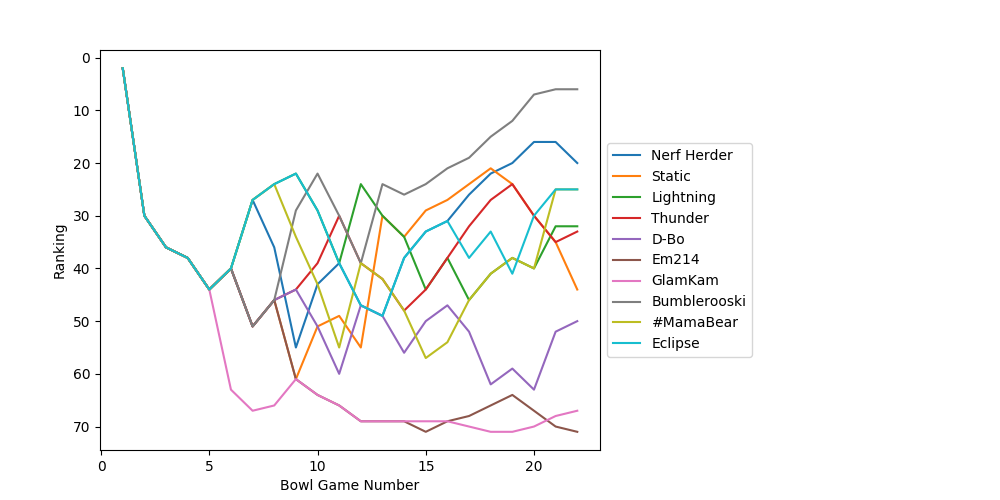 0
10
20
30
40
50
60
70
Ranking
0 5 10 15 20
Bowl Game Number
Nerf Herder
Static
Lightning
Thunder
D-Bo
Em214
GlamKam
Bumblerooski
#MamaBear
Eclipse